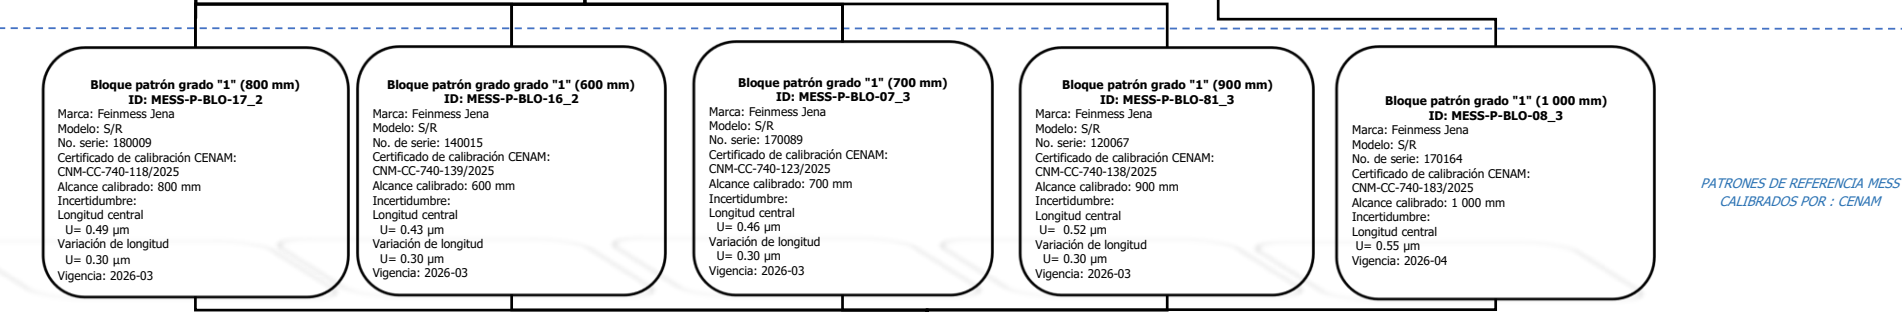 Bloque patrón grado "1" (800 mm)
ID: MESS-P-BLO-17_2
Marca: Feinmess Jena
Modelo: S/R
No. serie: 180009
Certificado de calibración CENAM:
CNM-CC-740-118/2025
Alcance calibrado: 800 mm
Incertidumbre:
Longitud central
U= 0.49 µm
Variación de longitud
U= 0.30 µm
Vigencia: 2026-03
Bloque patrón grado grado "1" (600 mm)
ID: MESS-P-BLO-16_2
Marca: Feinmess Jena
Modelo: S/R
No. de serie: 140015
Certificado de calibración CENAM:
CNM-CC-740-139/2025
Alcance calibrado: 600 mm
Incertidumbre:
Longitud central
U= 0.43 µm
Variación de longitud
U= 0.30 µm
Vigencia: 2026-03
Bloque patrón grado "1" (700 mm)
ID: MESS-P-BLO-07_3
Marca: Feinmess Jena
Modelo: S/R
No. serie: 170089
Certificado de calibración CENAM:
CNM-CC-740-123/2025
Alcance calibrado: 700 mm
Incertidumbre:
Longitud central
U= 0.46 µm
Variación de longitud
U= 0.30 µm
Vigencia: 2026-03
Bloque patrón grado "1" (900 mm)
ID: MESS-P-BLO-81_3
Marca: Feinmess Jena
Modelo: S/R
No. serie: 120067
Certificado de calibración CENAM:
CNM-CC-740-138/2025
Alcance calibrado: 900 mm
Incertidumbre:
Longitud central
U= 0.52 µm
Variación de longitud
U= 0.30 µm
Vigencia: 2026-03
Bloque patrón grado "1" (1 000 mm)
ID: MESS-P-BLO-08_3
Marca: Feinmess Jena
Modelo: S/R
No. de serie: 170164
Certificado de calibración CENAM:
CNM-CC-740-183/2025
Alcance calibrado: 1 000 mm
Incertidumbre:
Longitud central
U= 0.55 µm
Vigencia: 2026-04
PATRONES DE REFERENCIA MESS
CALIBRADOS POR : CENAM